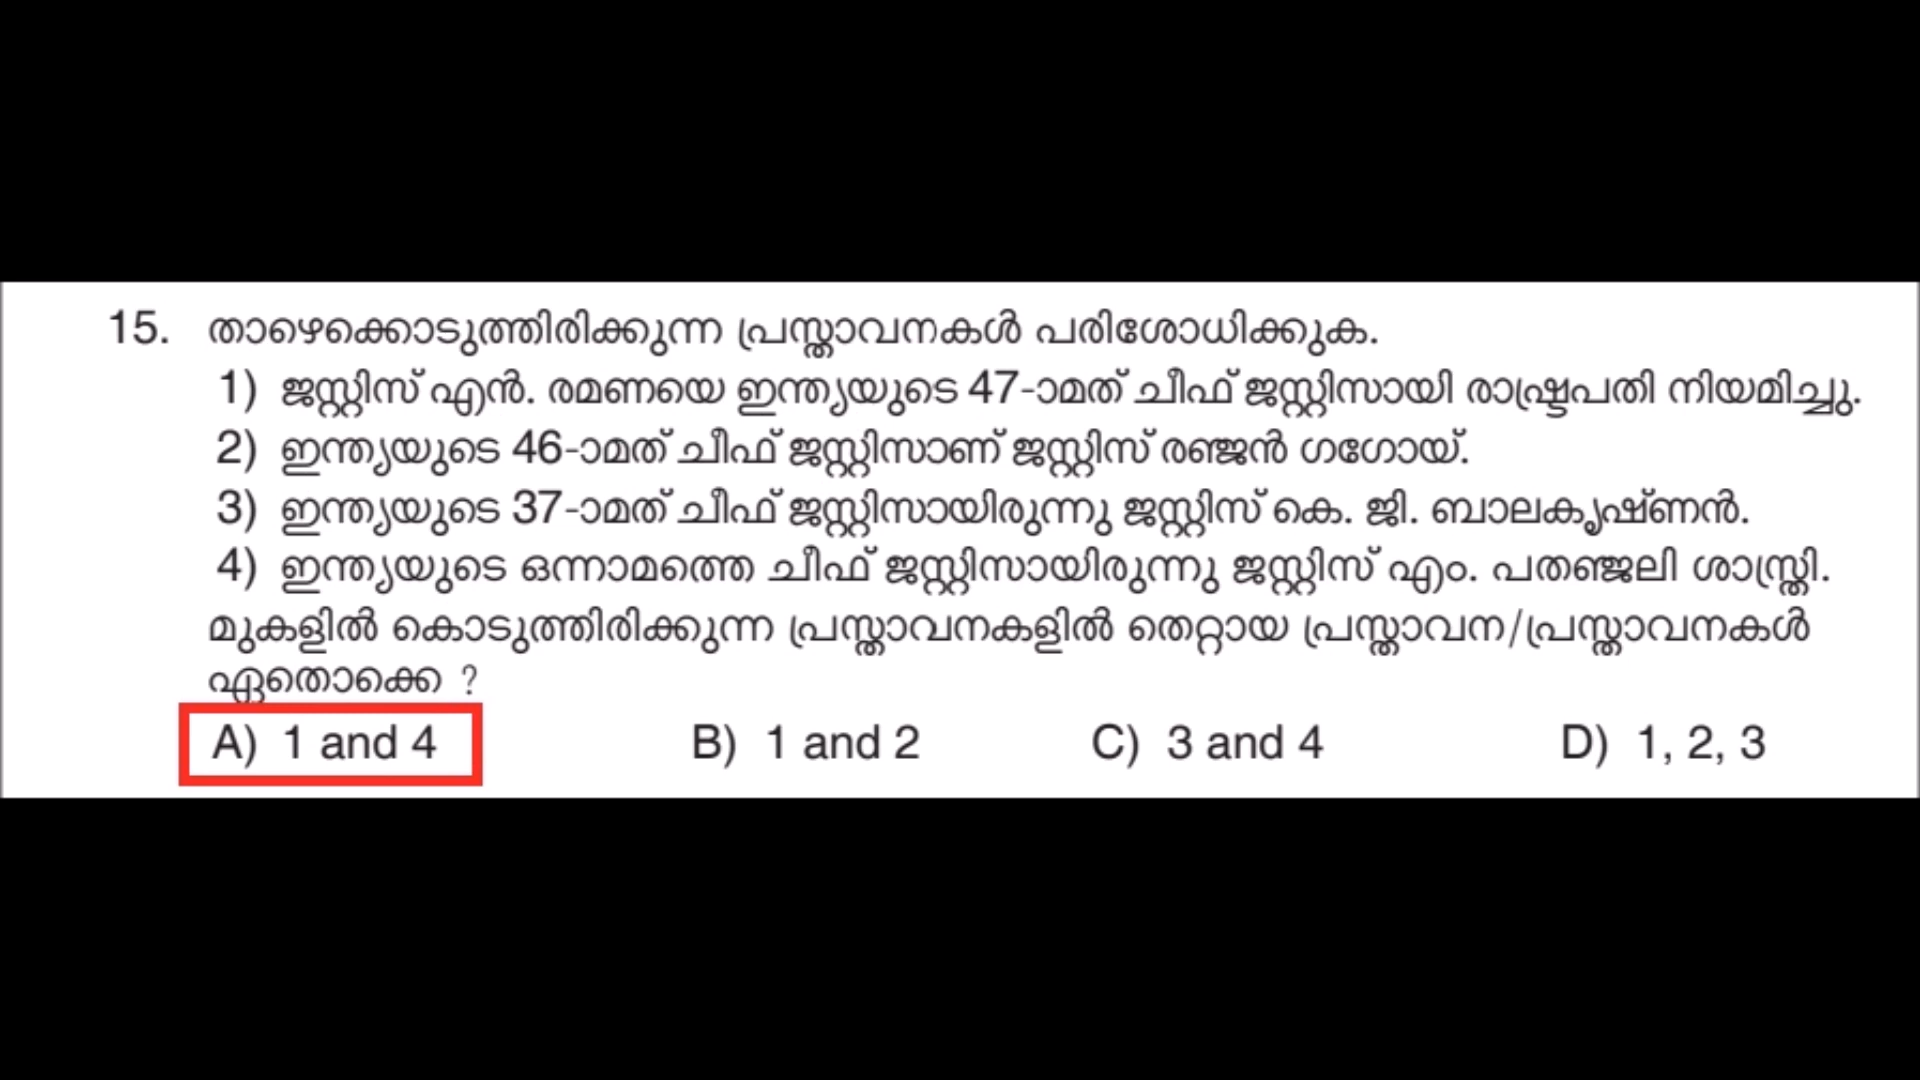 15. താഴെക്കൊടുത്തിരിക്കുന്ന പ്രസ്താവനകൾ പരിശോധിക്കുക.
1) ജസ്റ്റിസ് എൻ. രമണയെ ഇന്ത്യയുടെ 47-ാമത് ചീഫ് ജസ്റ്റിസായി രാഷ്ട്രപതി നിയമിച്ചു.
2) ഇന്ത്യയുടെ 46-ാമത് ചീഫ് ജസ്റ്റിസാണ് ജസ്റ്റിസ് രഞ്ജൻ ഗഗോയ്.
3) ഇന്ത്യയുടെ 37-ാമത് ചീഫ് ജസ്റ്റിസായിരുന്നു ജസ്റ്റിസ് കെ. ജി. ബാലകൃഷ്ണൻ.
4) ഇന്ത്യയുടെ ഒന്നാമത്തെ ചീഫ് ജസ്റ്റിസായിരുന്നു ജസ്റ്റിസ് എം. പതഞ്ജലി ശാസ്ത്രി.
മുകളിൽ കൊടുത്തിരിക്കുന്ന പ്രസ്താവനകളിൽ തെറ്റായ പ്രസ്താവന/പ്രസ്താവനകൾ
ഏതൊക്കെ ?
A) 1 and 4 B) 1 and 2 C) 3 and 4 D) 1, 2, 3